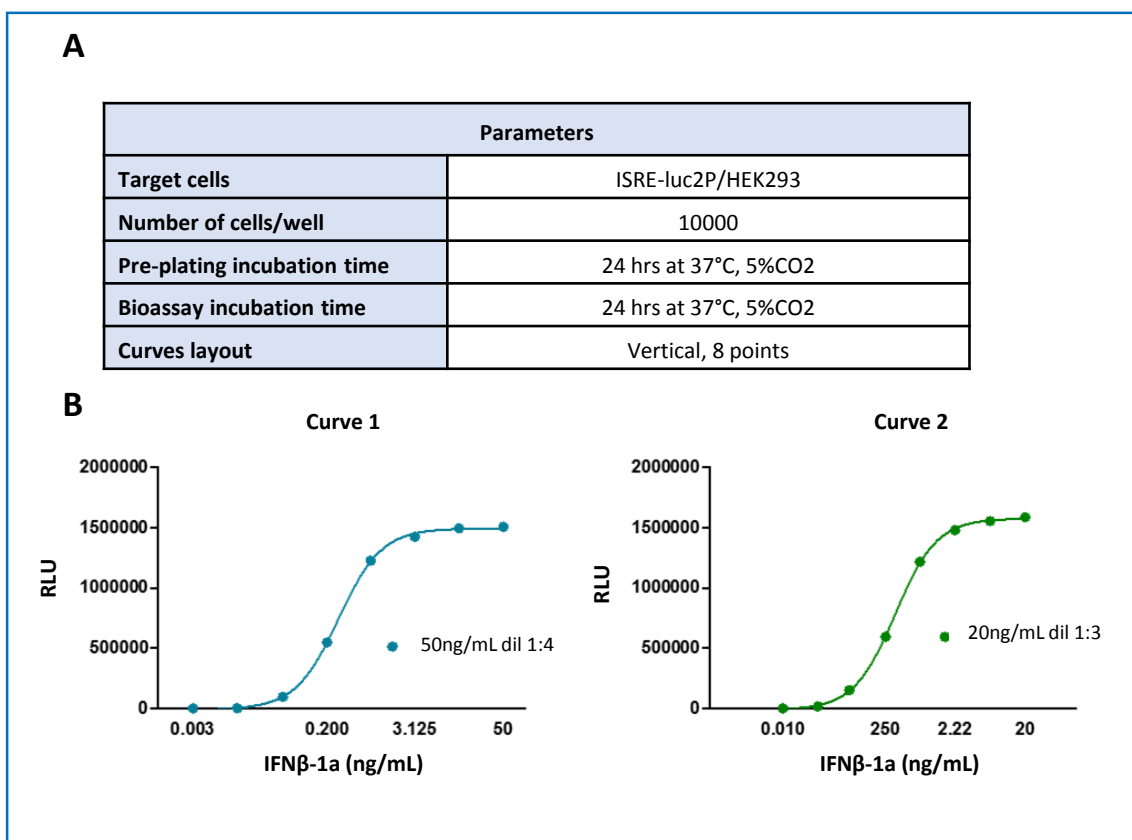 A
Parameters
Target cells ISRE-luc2P/HEK293
Number of cells/well 10000
Pre-plating incubation time 24 hrs at 37°C, 5%CO2
Bioassay incubation time 24 hrs at 37°C, 5%CO2
Curves layout Vertical, 8 points
B
Curve 1
2000000
1500000
1000000
500000
0
RLU
50ng/mL dil 1:4
0.003 0.200 3.125 50
IFNβ-1a (ng/mL)
Curve 2
2000000
1500000
1000000
500000
0
RLU
20ng/mL dil 1:3
0.010 250 2.22 20
IFNβ-1a (ng/mL)